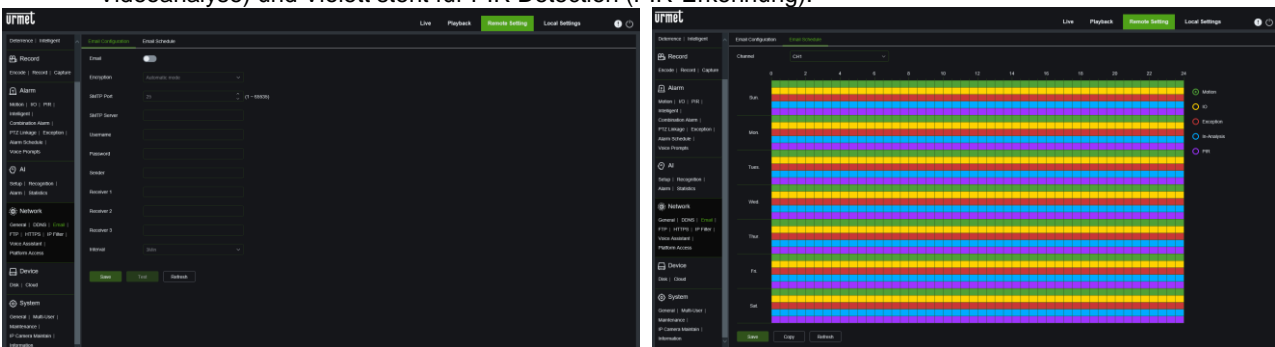 Videoanalyse) und Violett steht für PIR Detection (PIR-Erkennung).
urmet
Live Playback Remote Setting Local Settings
Deterrence | Intelligent
Record
Encode | Record | Capture
Alarm
Motion | I/O | PIR |
Intelligent |
Combination Alarm |
PTZ Linkage | Exception |
Alarm Schedule |
Voice Prompts
AI
Setup | Recognition |
Alarm | Statistics
Network
General | DDNS | Email |
FTP | HTTPS | IP Filter |
Voice Assistant |
Platform Access
Device
Disk | Cloud
System
General | Multi-User |
Maintenance |
IP Camera Maintain |
Information
Email Configuration Email Schedule
Email
Encryption Automatic mode
SMTP Port 25 (1 ~ 65535)
SMTP Server
Username
Password
Sender
Receiver 1
Receiver 2
Receiver 3
Interval 3Min
Save Test Refresh
urmet
Live Playback Remote Setting Local Settings
Deterrence | Intelligent
Record
Encode | Record | Capture
Alarm
Motion | I/O | PIR |
Intelligent |
Combination Alarm |
PTZ Linkage | Exception |
Alarm Schedule |
Voice Prompts
AI
Setup | Recognition |
Alarm | Statistics
Network
General | DDNS | Email |
FTP | HTTPS | IP Filter |
Voice Assistant |
Platform Access
Device
Disk | Cloud
System
General | Multi-User |
Maintenance |
IP Camera Maintain |
Information
Email Configuration Email Schedule
Channel CH1
0 2 4 6 8 10 12 14 16 18 20 22 24
Sun.
Mon.
Tues.
Wed.
Thur.
Fri.
Sat.
Motion
IO
Exception
In-Analysis
PIR
Save Copy Refresh